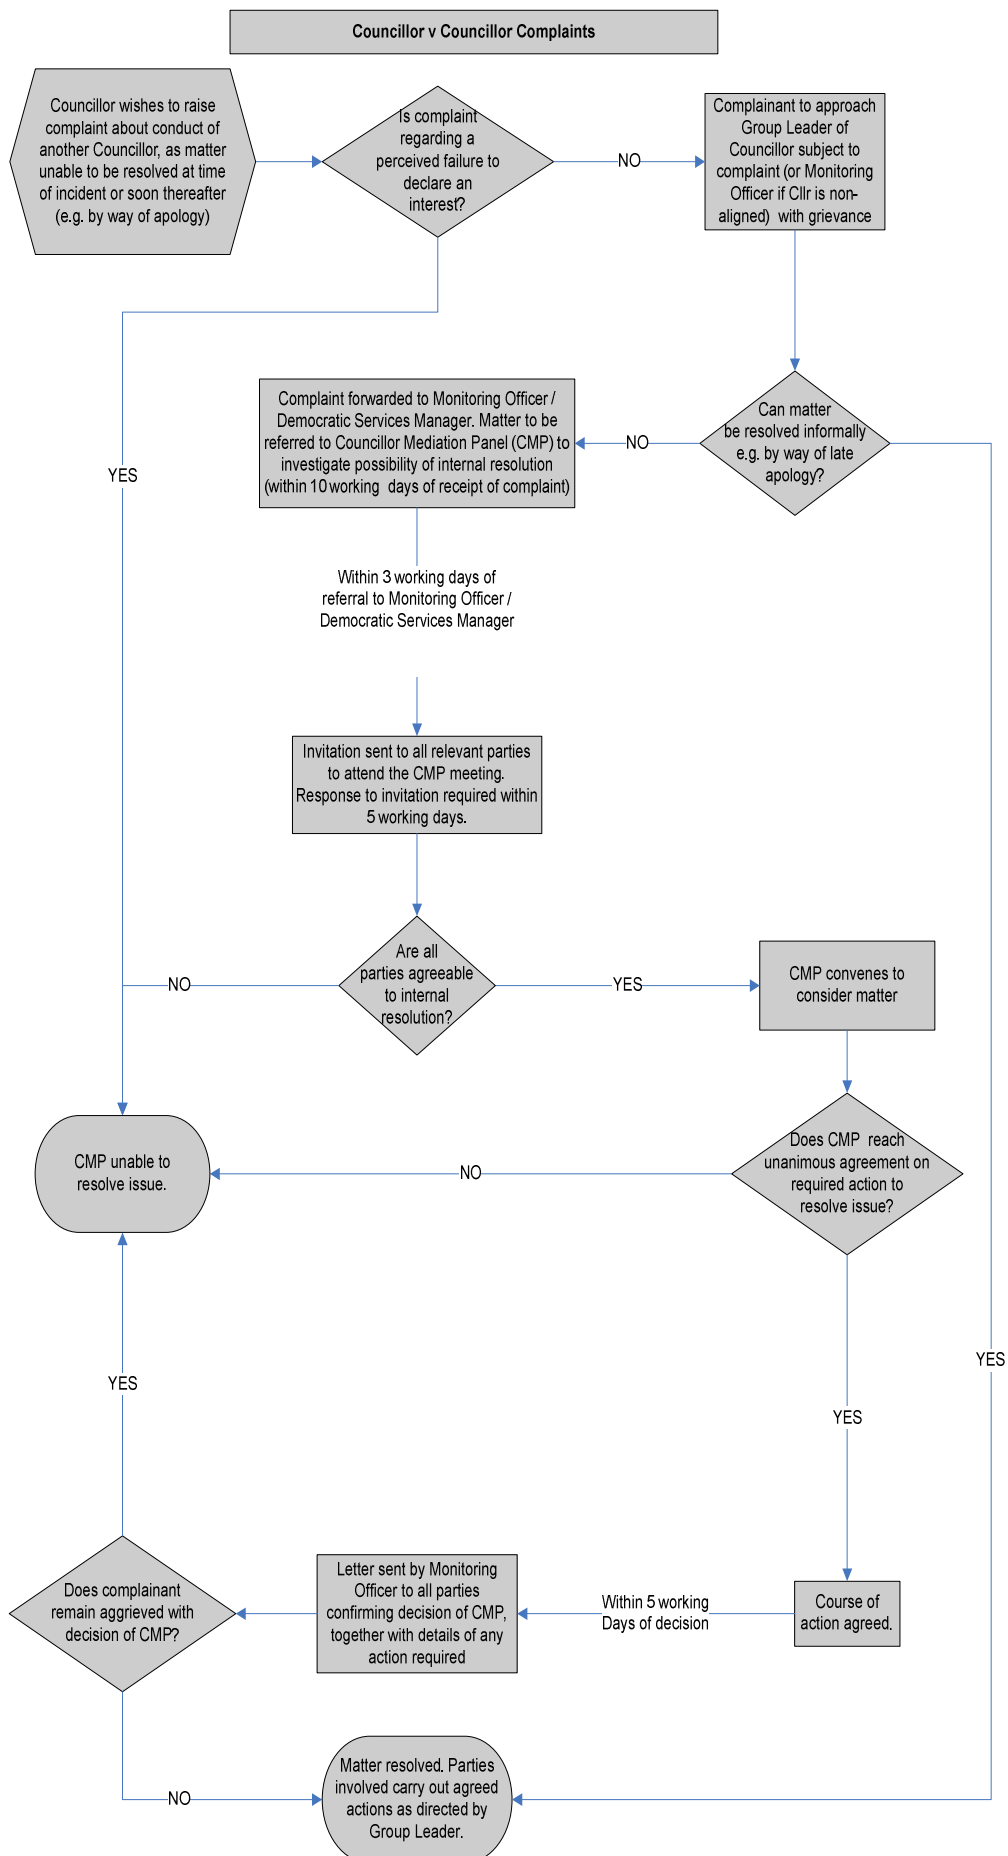 Councillor v Councillor Complaints
Councillor wishes to raise
complaint about conduct of
another Councillor, as matter
unable to be resolved at time
of incident or soon thereafter
(e.g. by way of apology)
Is complaint
regarding a
perceived failure to
declare an
interest?
NO
Complainant to approach
Group Leader of
Councillor subject to
complaint (or Monitoring
Officer if Cllr is non-
aligned) with grievance
YES
Can matter
be resolved informally
e.g. by way of late
apology?
NO
Complaint forwarded to Monitoring Officer /
Democratic Services Manager. Matter to be
referred to Councillor Mediation Panel (CMP) to
investigate possibility of internal resolution
(within 10 working days of receipt of complaint)
Within 3 working days of
referral to Monitoring Officer /
Democratic Services Manager
Invitation sent to all relevant parties
to attend the CMP meeting.
Response to invitation required within
5 working days.
Are all
parties agreeable
to internal
resolution?
NO
YES
CMP convenes to
consider matter
CMP unable to
resolve issue.
NO
Does CMP reach
unanimous agreement on
required action to
resolve issue?
YES
YES
YES
Does complainant
remain aggrieved with
decision of CMP?
Letter sent by Monitoring
Officer to all parties
confirming decision of CMP,
together with details of any
action required
Within 5 working
Days of decision
Course of
action agreed.
NO
Matter resolved. Parties
involved carry out agreed
actions as directed by
Group Leader.